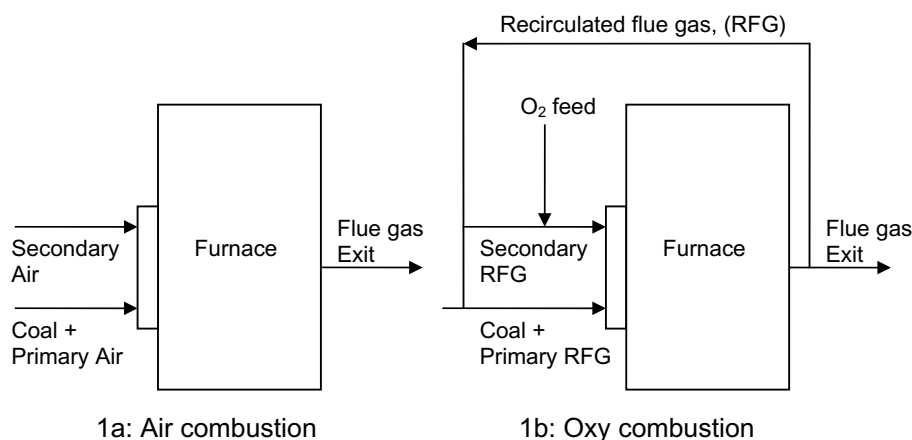 Recirculated flue gas, (RFG)
O₂ feed
Secondary
Air
Furnace
Flue gas
Exit
Coal +
Primary Air
Secondary
RFG
Furnace
Flue gas
Exit
Coal +
Primary RFG
1a: Air combustion
1b: Oxy combustion